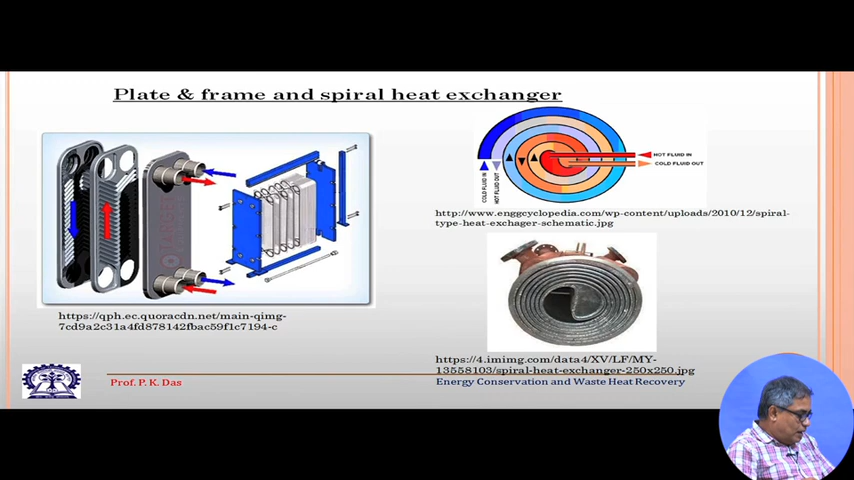 Plate & frame and spiral heat exchanger
HOT FLUID IN
COLD FLUID OUT
COLD FLUID IN
HOT FLUID OUT
http://www.enggcyclopedia.com/wp-content/uploads/2010/12/spiral-
type-heat-exchager-schematic.jpg
https://qph.ec.quoracdn.net/main-qimg-
7cd9a2c31a4fd878142fbac59f1c7194-c
https://4.imimg.com/data4/XV/LF/MY-
13558103/spiral-heat-exchanger-250x250.jpg
Prof. P. K. Das
Energy Conservation and Waste Heat Recovery